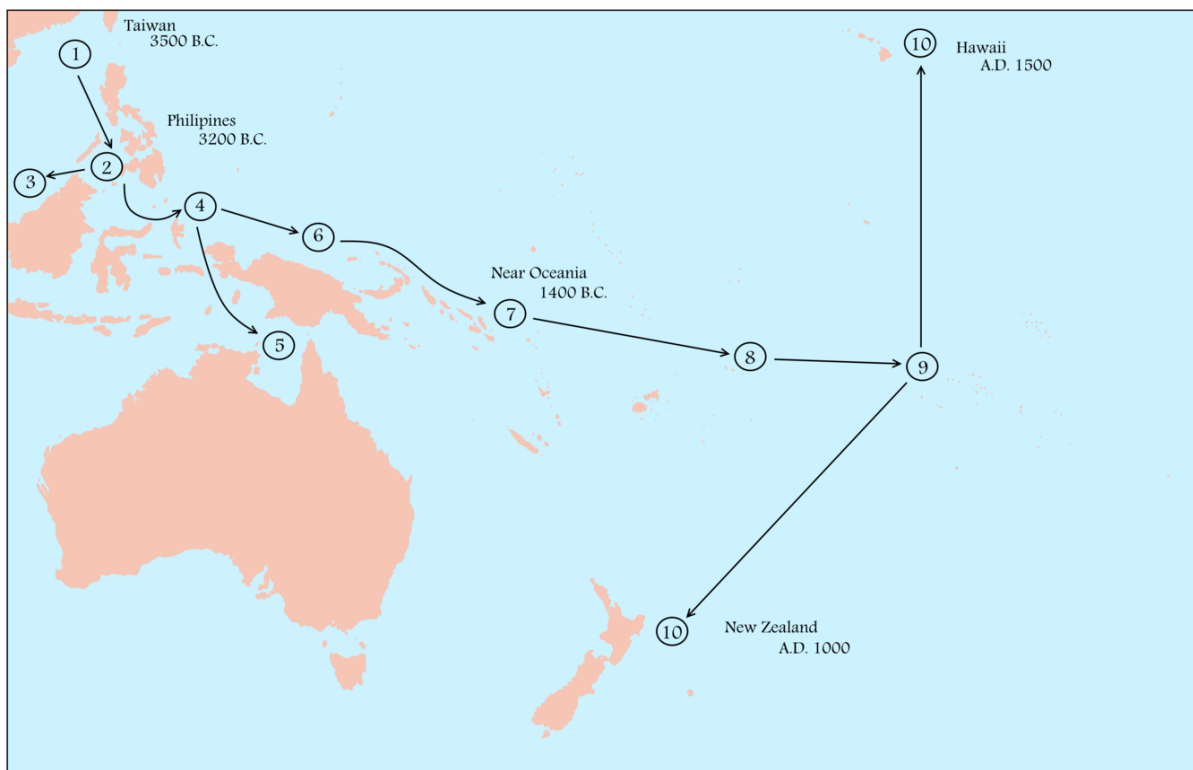 Taiwan
3500 B.C.
1
10
Hawaii
A.D. 1500
Philipines
3200 B.C.
2
3
4
6
Near Oceania
1400 B.C.
7
5
8
9
10
New Zealand
A.D. 1000